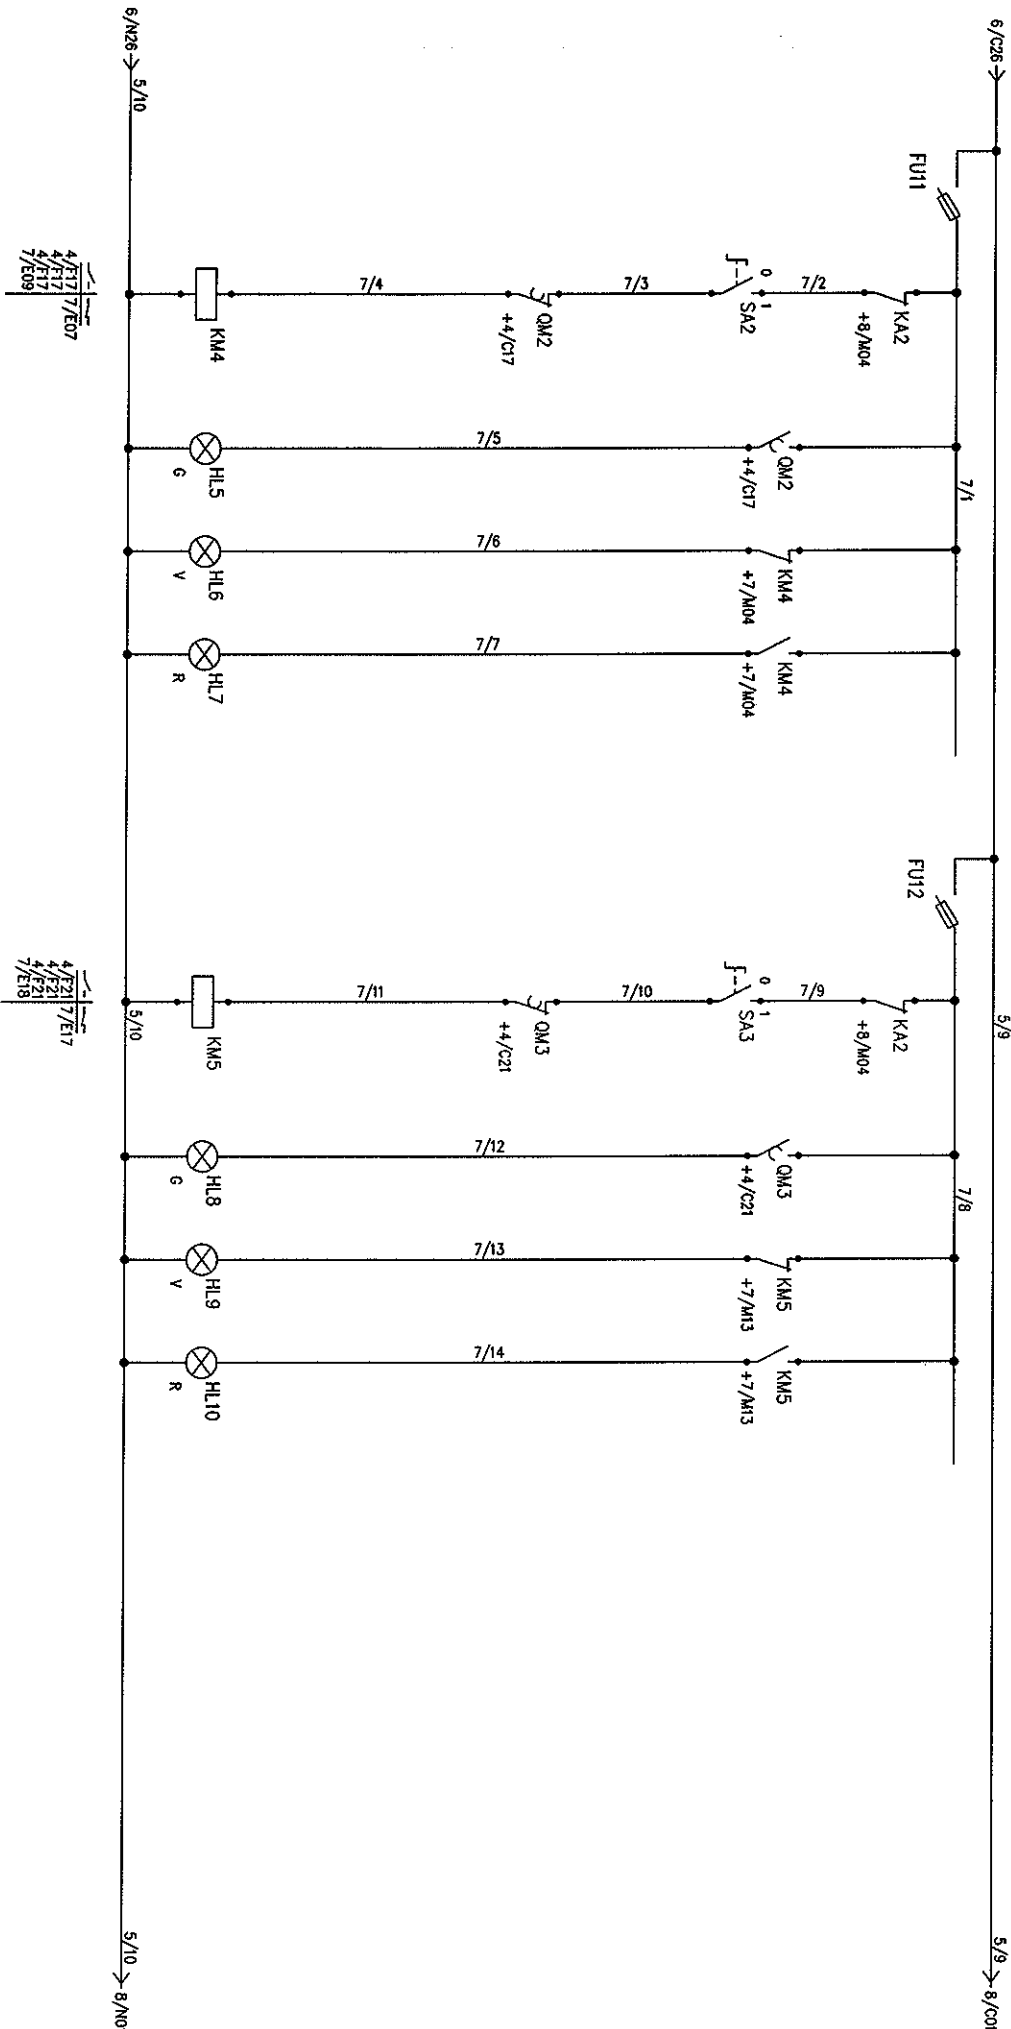 6/C26
5/9
5/9
8/C01
FU11
7/1
KA2
+8/M04
7/2
0 1
SA2
7/3
QM2
+4/C17
7/4
KM4
QM2
+4/C17
7/5
HL5
G
KM4
+7/M04
7/6
HL6
V
KM4
+7/M04
7/7
HL7
R
FU12
7/8
KA2
+8/M04
7/9
0 1
SA3
7/10
QM3
+4/C21
7/11
KM5
QM3
+4/C21
7/12
HL8
G
KM5
+7/M13
7/13
HL9
V
KM5
+7/M13
7/14
HL10
R
6/N26
5/10
5/10
5/10
8/N0
4/F17 7/E07
4/F17
4/F17
7/E09
4/F21 7/E17
4/F21
4/F21
7/E18